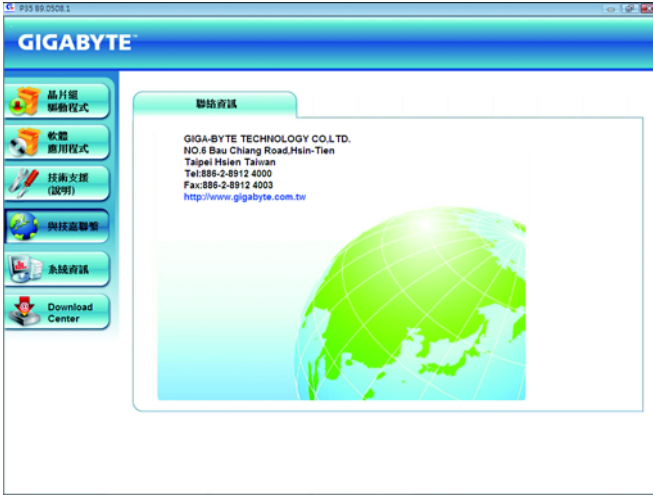 P35 B9.0508.1
GIGABYTE™
晶片組
驅動程式
軟體
應用程式
技術支援
(說明)
與技嘉聯繫
系統資訊
Download
Center
聯絡資訊
GIGA-BYTE TECHNOLOGY CO,LTD.
NO.6 Bau Chiang Road,Hsin-Tien
Taipei Hsien Taiwan
Tel:886-2-8912 4000
Fax:886-2-8912 4003
http://www.gigabyte.com.tw